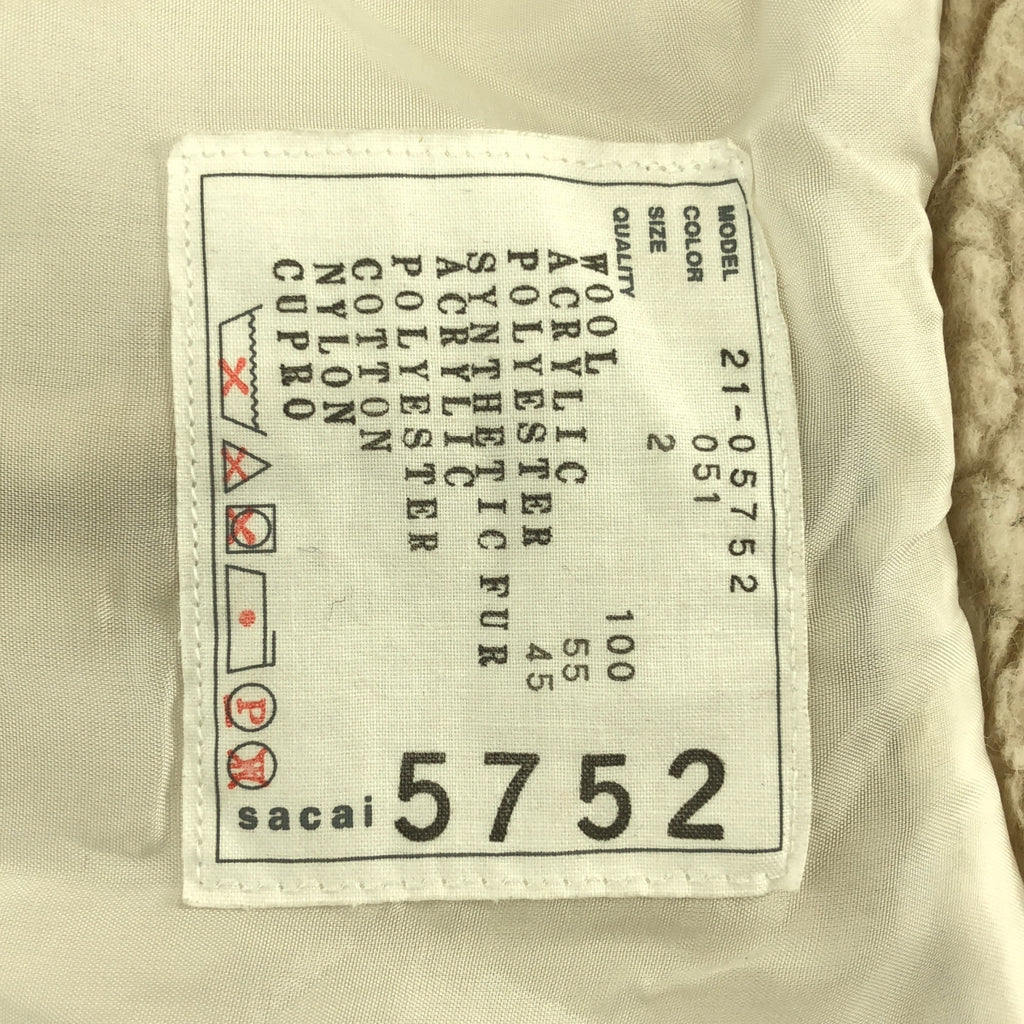 MODEL 21-05752
COLOR 051
SIZE 2
QUALITY
WOOL 100
ACRYLIC 55
POLYESTER 45
SYNTHETIC FUR
ACRYLIC
POLYESTER
COTTON
NYLON
CUPRO
P
W
sacai 5752